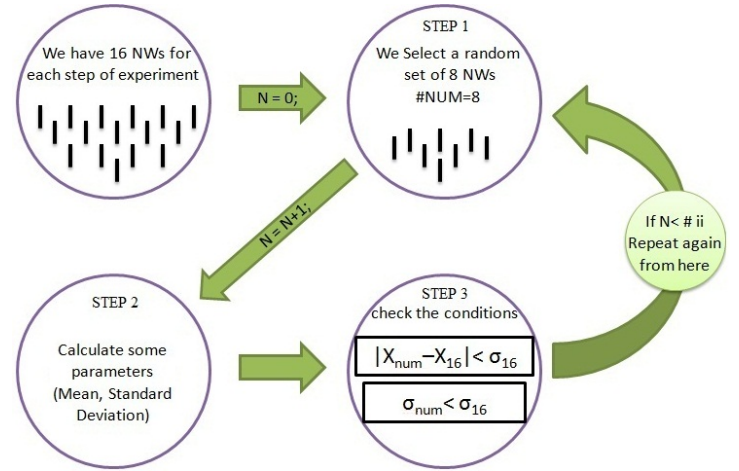 We have 16 NWs for
each step of experiment
N = 0;
STEP 1
We Select a random
set of 8 NWs
#NUM=8
N = N+1;
STEP 2
Calculate some
parameters
(Mean, Standard
Deviation)
STEP 3
check the conditions
|Xnum−X16|< σ16
σnum< σ16
If N< # ii
Repeat again
from here